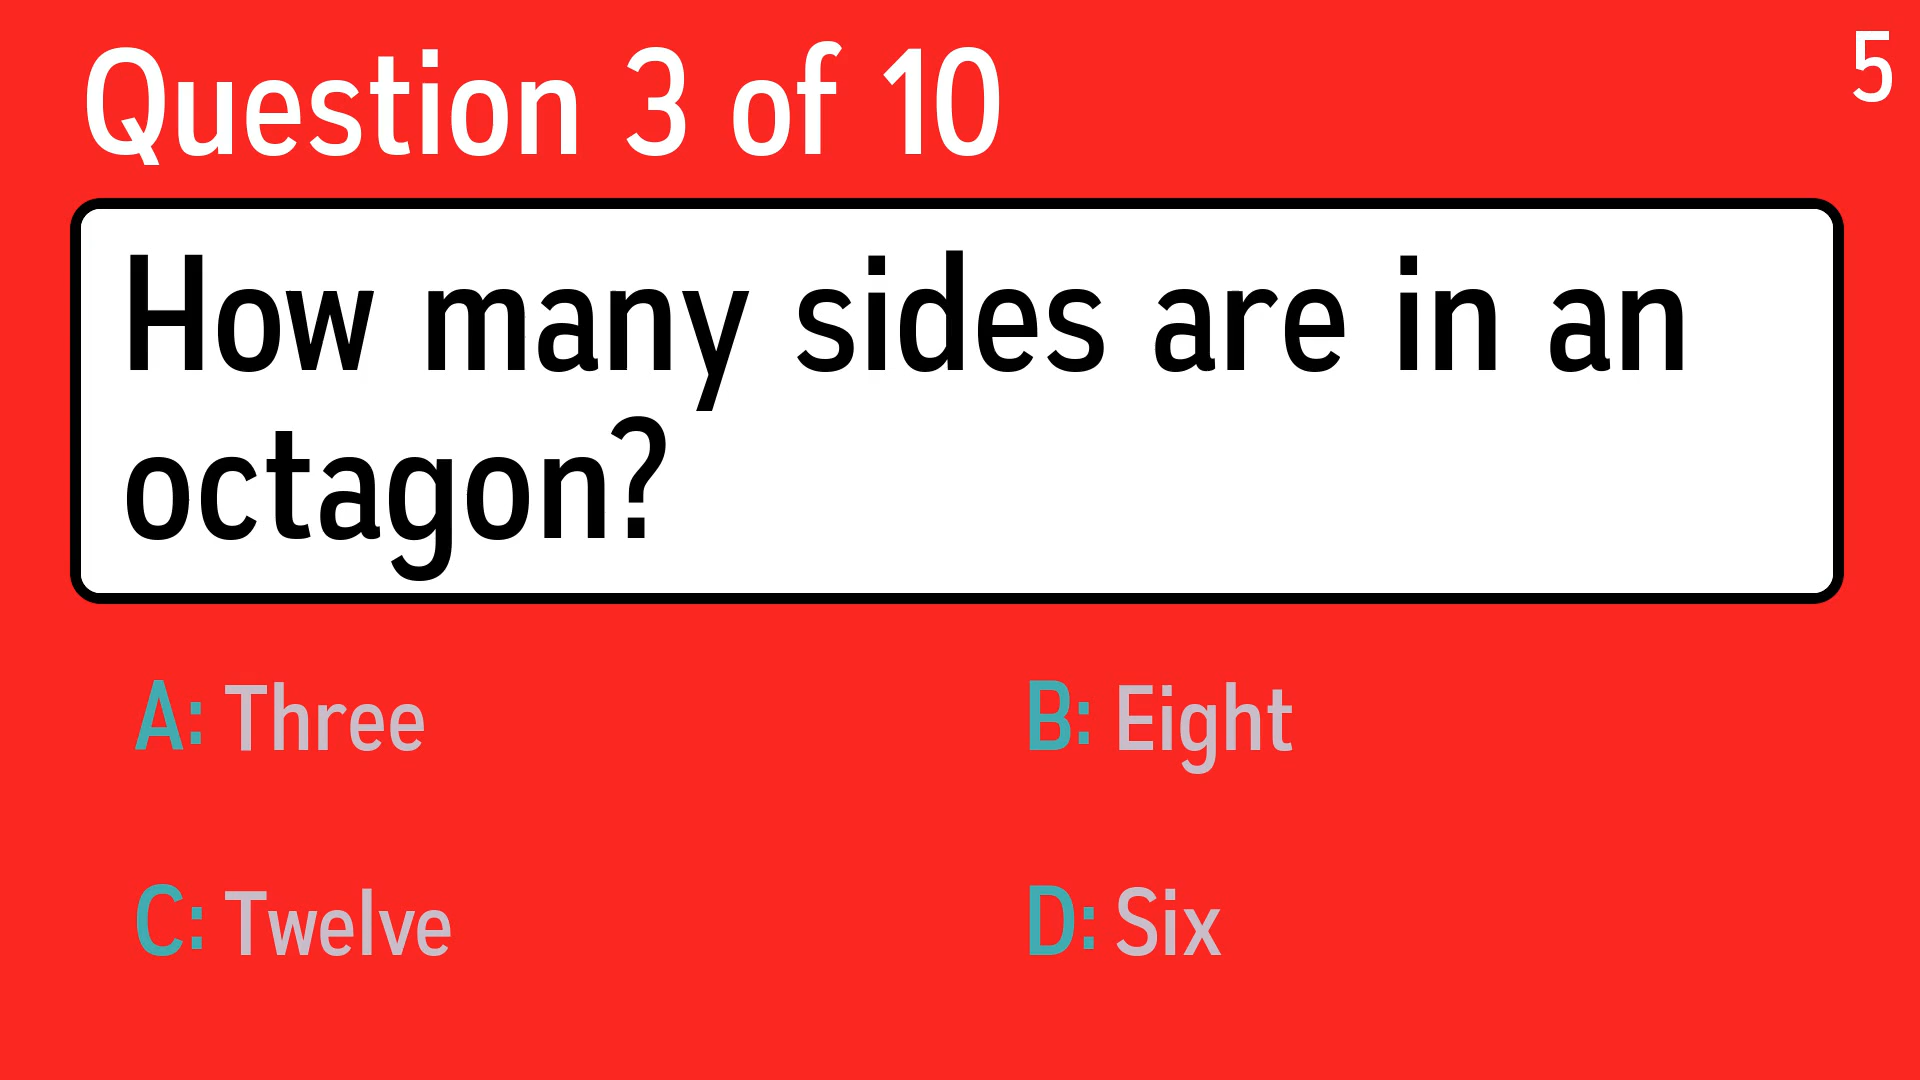 Question 3 of 10
5
How many sides are in an
octagon?
A: Three
B: Eight
C: Twelve
D: Six